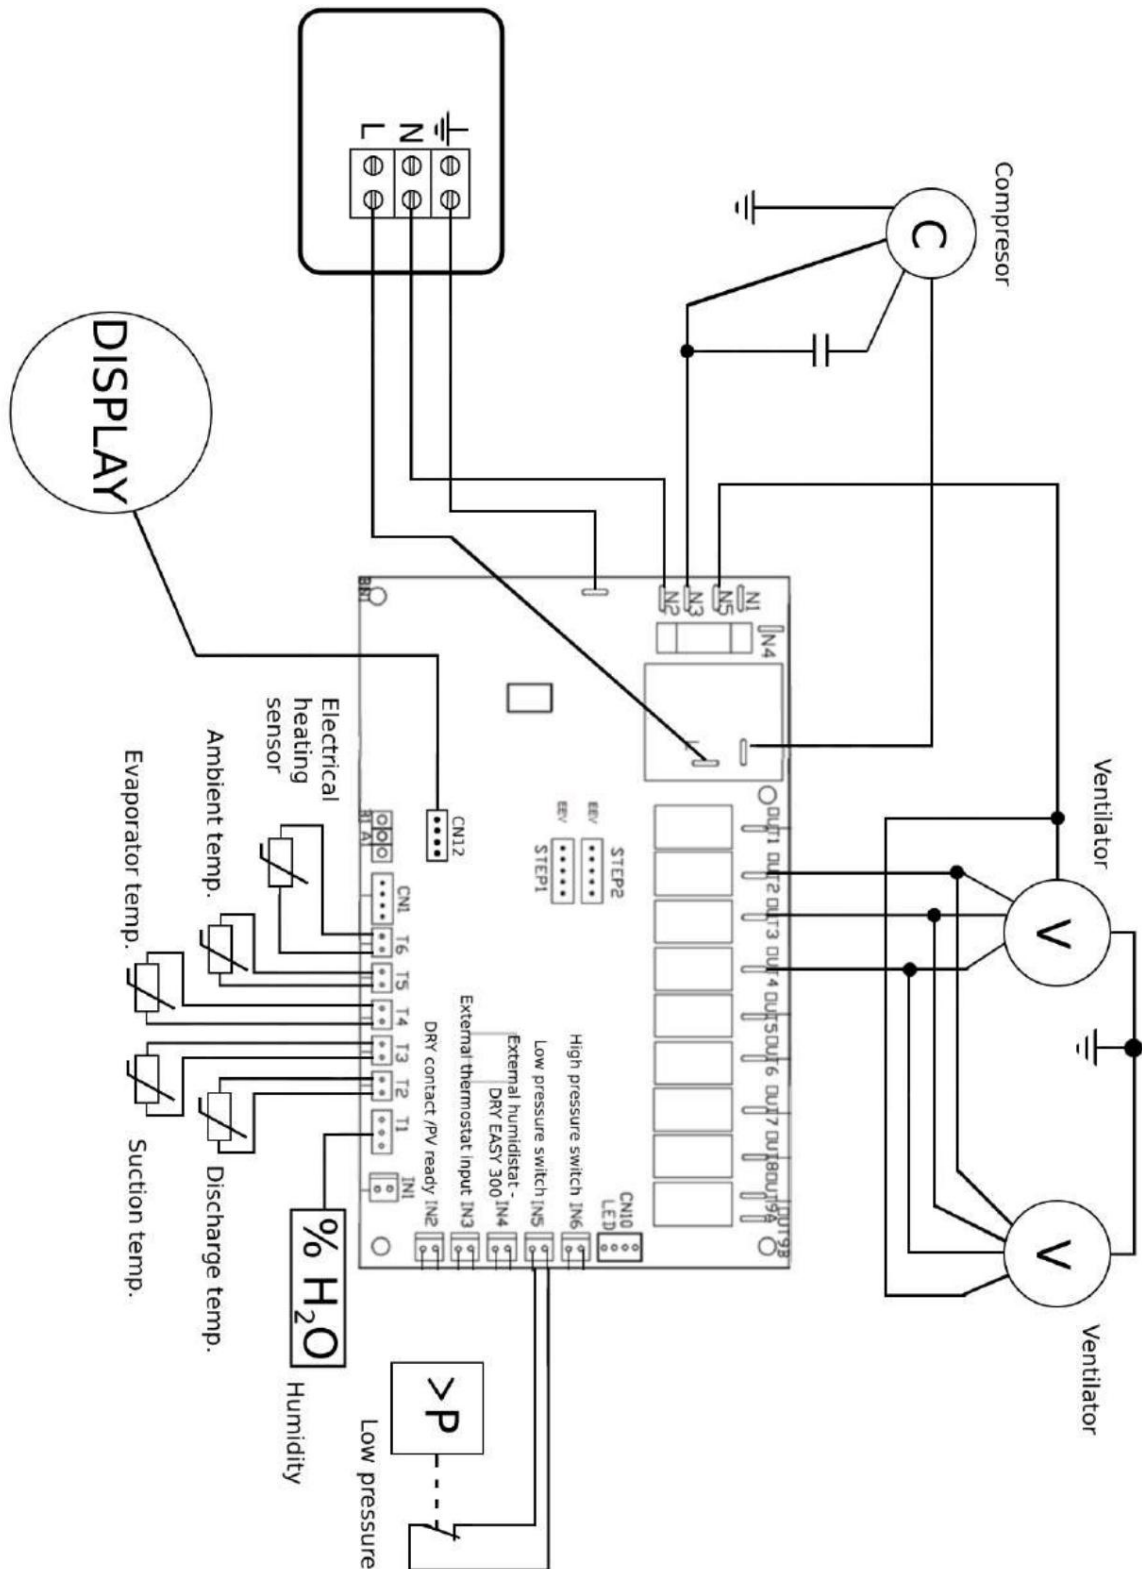 L
N
Compresor
C
DISPLAY
N2
N3
N5
N1
N4
L
Ventilator
V
Ventilator
V
Electrical
heating
sensor
Ambient temp.
Evaporator temp.
Suction temp.
Discharge temp.
% H₂O
Humidity
>P
Low pressure
CN12
EEV
STEP1
EEV
STEP2
B1 A1
CN1
T6
T5
T4
T3
T2
T1
IN1
OUT1
OUT2
OUT3
OUT4
OUT5
OUT6
OUT7
OUT8
OUT9A
OUT9B
CN10
LED
High pressure switch IN6
Low pressure switch IN5
External humidistat -
DRY EASY 300 IN4
External thermostat input IN3
DRY contact /PV ready IN2